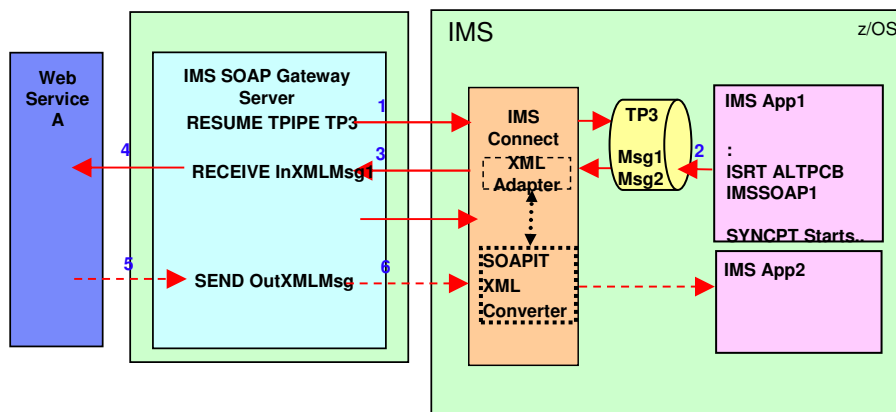 IMS
z/OS
Web
Service
A
IMS SOAP Gateway
Server
RESUME TPIPE TP3
1
IMS
Connect
XML
Adapter
TP3
Msg1
Msg2
2
IMS App1
:
ISRT ALTPCB
IMSSOAP1
SYNCPT Starts..
4
RECEIVE InXMLMsg1
3
5
SEND OutXMLMsg
6
SOAPIT
XML
Converter
IMS App2